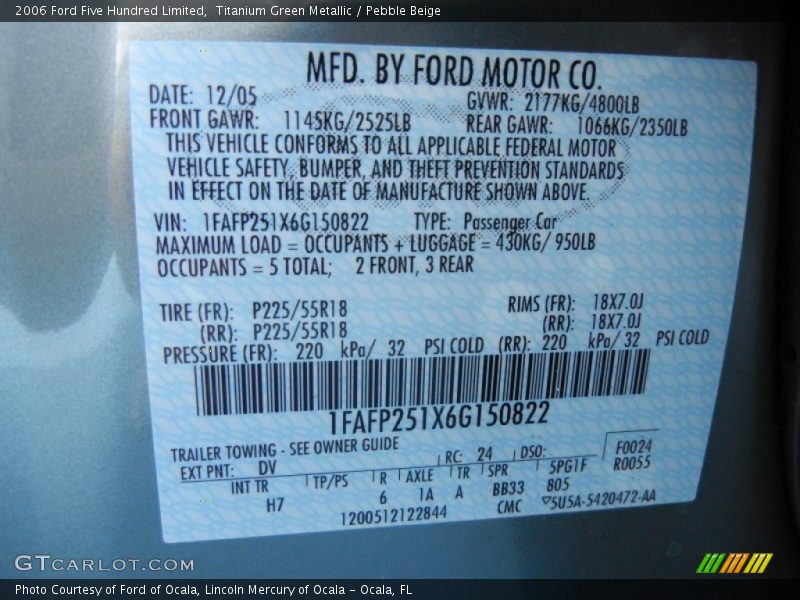 2006 Ford Five Hundred Limited, Titanium Green Metallic / Pebble Beige
MFD. BY FORD MOTOR CO.
DATE: 12/05 GVWR: 2177KG/4800LB
FRONT GAWR: 1145KG/2525LB REAR GAWR: 1066KG/2350LB
THIS VEHICLE CONFORMS TO ALL APPLICABLE FEDERAL MOTOR
VEHICLE SAFETY, BUMPER, AND THEFT PREVENTION STANDARDS
IN EFFECT ON THE DATE OF MANUFACTURE SHOWN ABOVE.
VIN: 1FAFP251X6G150822 TYPE: Passenger Car
MAXIMUM LOAD = OCCUPANTS + LUGGAGE = 430KG/ 950LB
OCCUPANTS = 5 TOTAL; 2 FRONT, 3 REAR
TIRE (FR): P225/55R18 RIMS (FR): 18X7.0J
(RR): P225/55R18 (RR): 18X7.0J
PRESSURE (FR): 220 kPa/ 32 PSI COLD (RR): 220 kPa/ 32 PSI COLD
1FAFP251X6G150822
TRAILER TOWING - SEE OWNER GUIDE
EXT PNT: DV RC: 24 DSO: F0024
INT TR TP/PS R AXLE TR SPR 5PG1F R0055
H7 6 1A A BB33 805
1200512122844 CMC ▽5U5A-5420472-AA
GTCARLOT.COM
Photo Courtesy of Ford of Ocala, Lincoln Mercury of Ocala – Ocala, FL